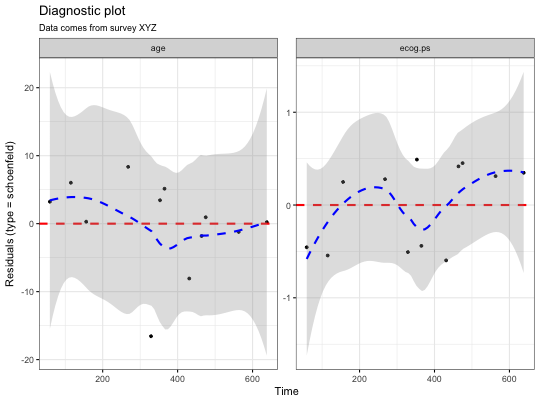 Diagnostic plot
Data comes from survey XYZ
age
ecog.ps
Residuals (type = schoenfeld)
20
10
0
-10
-20
1
0
-1
200
400
600
200
400
600
Time